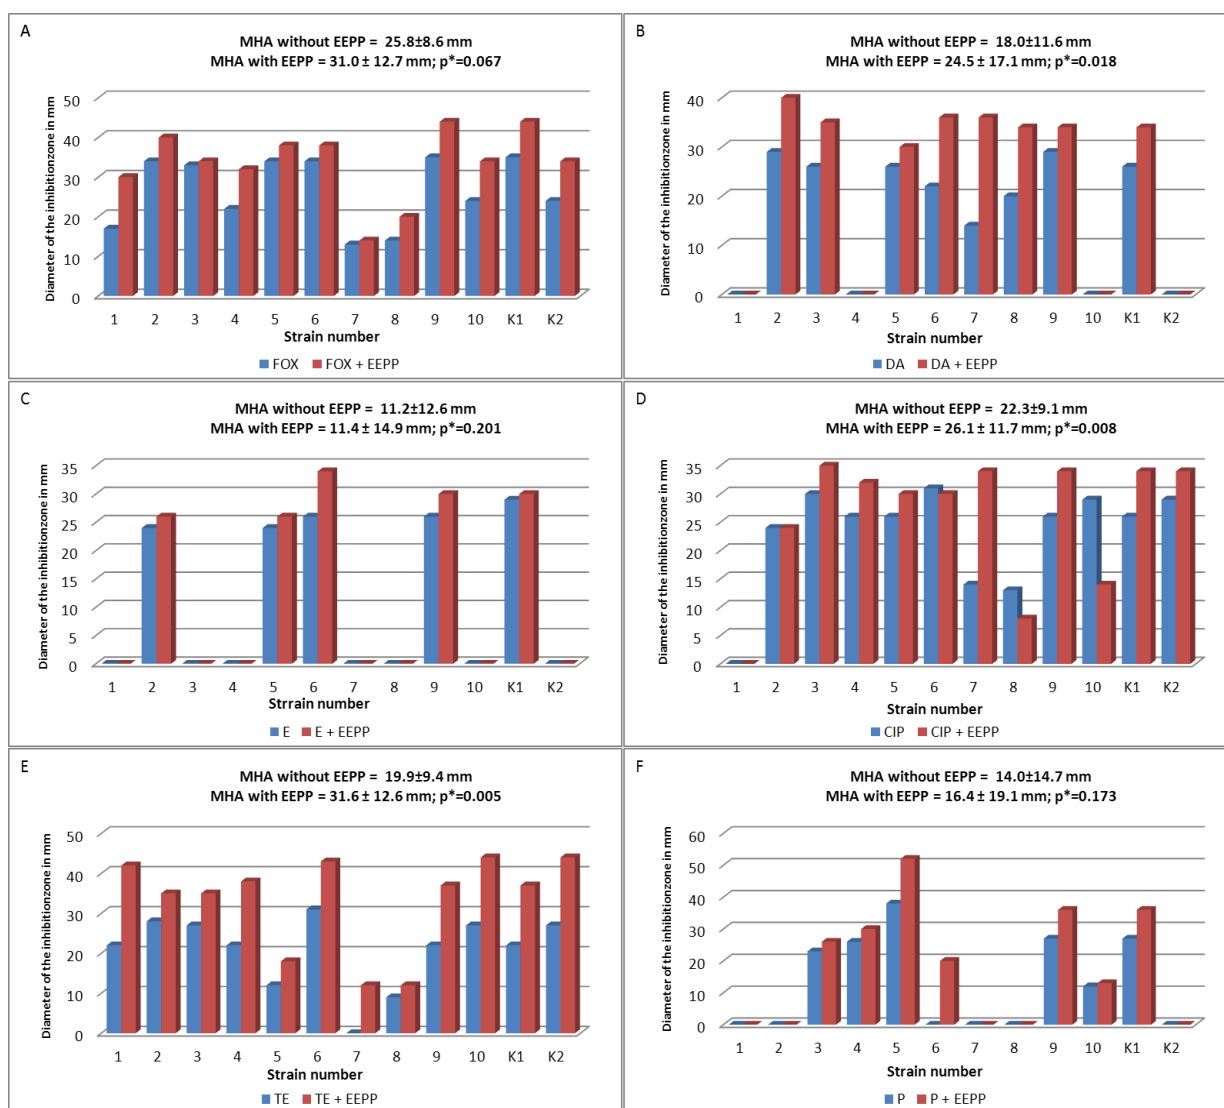 A
MHA without EEPP = 25.8±8.6 mm
MHA with EEPP = 31.0 ± 12.7 mm; p*=0.067
Diameter of the inhibitionzone in mm
50
40
30
20
10
0
1 2 3 4 5 6 7 8 9 10 K1 K2
Strain number
FOX FOX + EEPP
B
MHA without EEPP = 18.0±11.6 mm
MHA with EEPP = 24.5 ± 17.1 mm; p*=0.018
Diameter of the inhibitionzone in mm
40
30
20
10
0
1 2 3 4 5 6 7 8 9 10 K1 K2
Strain number
DA DA + EEPP
C
MHA without EEPP = 11.2±12.6 mm
MHA with EEPP = 11.4 ± 14.9 mm; p*=0.201
Diameter of the inhibitionzone in mm
35
30
25
20
15
10
5
0
1 2 3 4 5 6 7 8 9 10 K1 K2
Strrain number
E E + EEPP
D
MHA without EEPP = 22.3±9.1 mm
MHA with EEPP = 26.1 ± 11.7 mm; p*=0.008
Diameter of the inhibitionzone in mm
35
30
25
20
15
10
5
0
1 2 3 4 5 6 7 8 9 10 K1 K2
Strain number
CIP CIP + EEPP
E
MHA without EEPP = 19.9±9.4 mm
MHA with EEPP = 31.6 ± 12.6 mm; p*=0.005
Diameter of the inhibitionzone in mm
50
40
30
20
10
0
1 2 3 4 5 6 7 8 9 10 K1 K2
Strain number
TE TE + EEPP
F
MHA without EEPP = 14.0±14.7 mm
MHA with EEPP = 16.4 ± 19.1 mm; p*=0.173
Diameter of the inhibitionzone in mm
60
50
40
30
20
10
0
1 2 3 4 5 6 7 8 9 10 K1 K2
Strain number
P P + EEPP